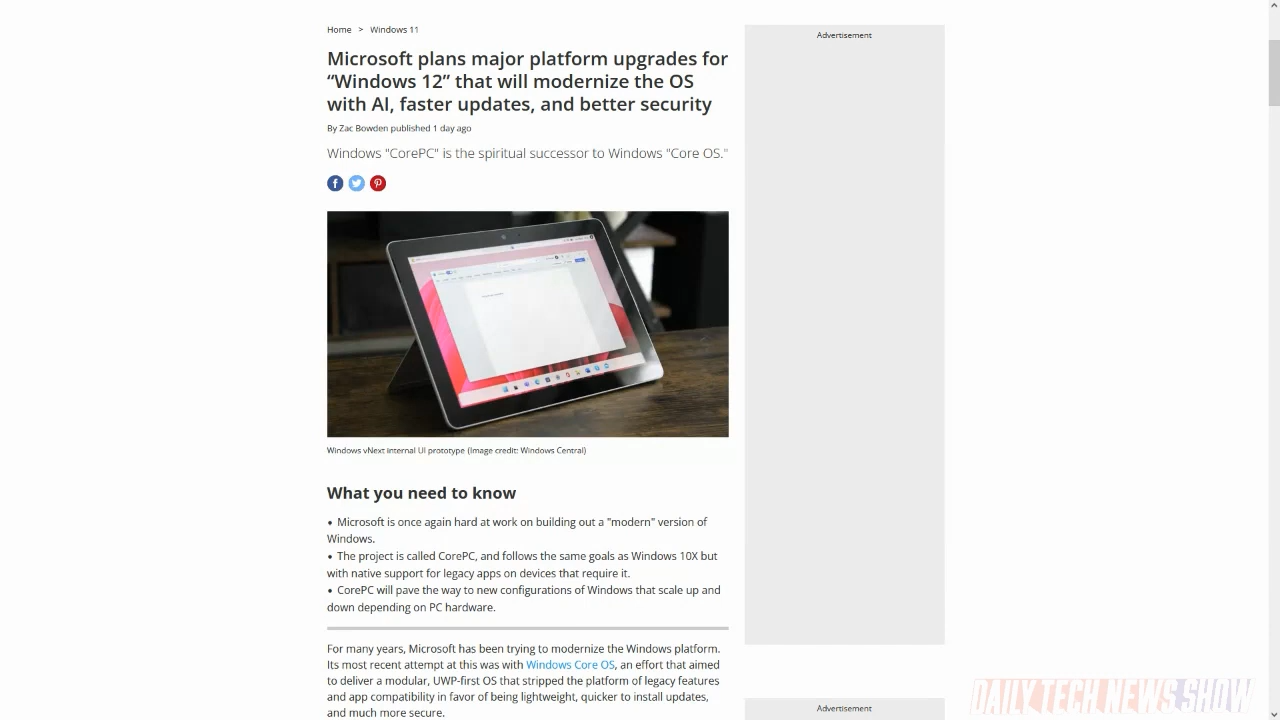 Home > Windows 11
Advertisement
Microsoft plans major platform upgrades for
“Windows 12” that will modernize the OS
with AI, faster updates, and better security
By Zac Bowden published 1 day ago
Windows "CorePC" is the spiritual successor to Windows "Core OS."
Windows vNext internal UI prototype (Image credit: Windows Central)
What you need to know
• Microsoft is once again hard at work on building out a "modern" version of
Windows.
• The project is called CorePC, and follows the same goals as Windows 10X but
with native support for legacy apps on devices that require it.
• CorePC will pave the way to new configurations of Windows that scale up and
down depending on PC hardware.
For many years, Microsoft has been trying to modernize the Windows platform.
Its most recent attempt at this was with Windows Core OS, an effort that aimed
to deliver a modular, UWP-first OS that stripped the platform of legacy features
and app compatibility in favor of being lightweight, quicker to install updates,
and much more secure.
Advertisement
DAILY TECH NEWS SHOW